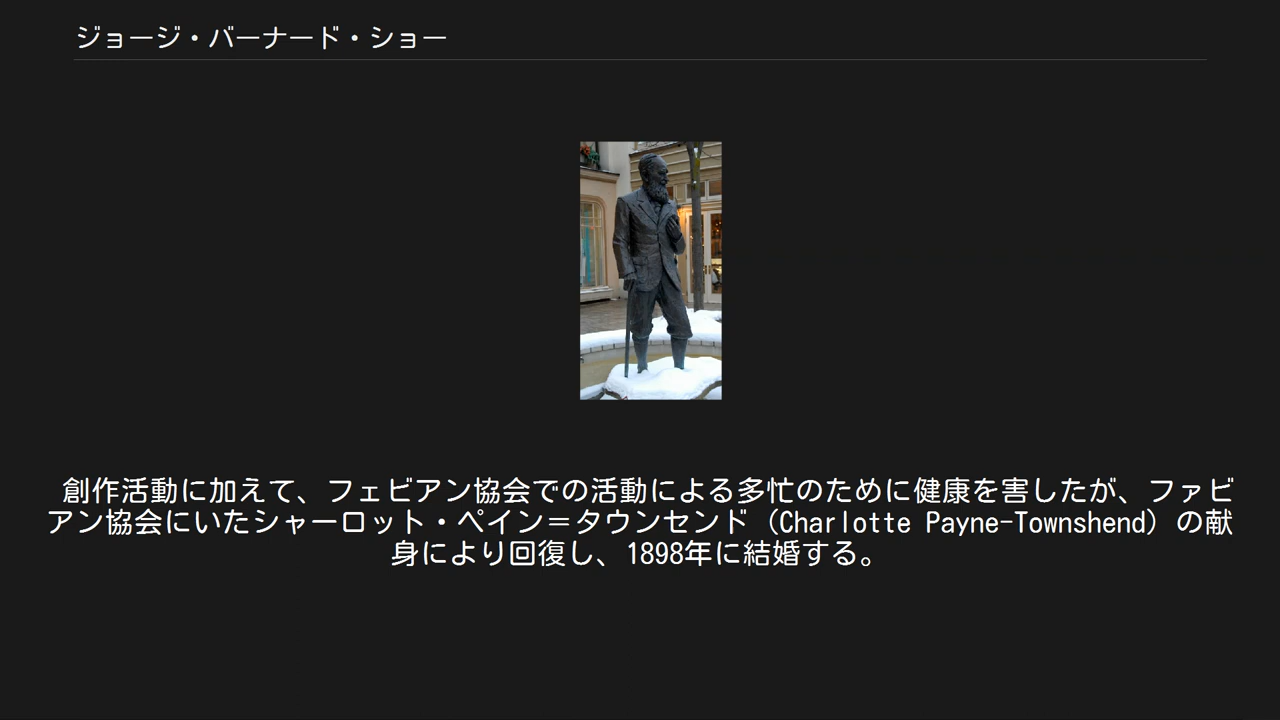 ジョージ・バーナード・ショー
創作活動に加えて、フェビアン協会での活動による多忙のために健康を害したが、ファビ
アン協会にいたシャーロット・ペイン＝タウンセンド（Charlotte Payne-Townshend）の献
身により回復し、1898年に結婚する。